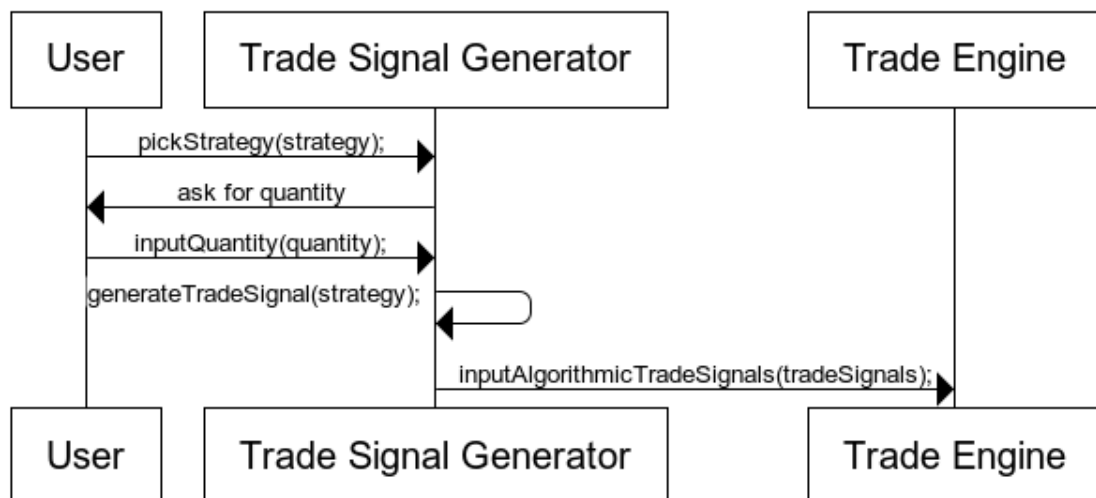 User
Trade Signal Generator
Trade Engine
pickStrategy(strategy);
ask for quantity
inputQuantity(quantity);
generateTradeSignal(strategy);
inputAlgorithmicTradeSignals(tradeSignals);
User
Trade Signal Generator
Trade Engine